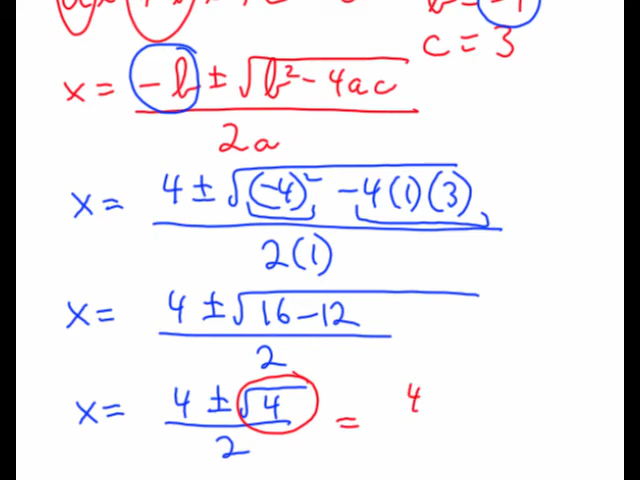 c = 3
x = (-b ± √(b² - 4ac)) / 2a
x = (4 ± √((-4)² - 4(1)(3))) / 2(1)
x = (4 ± √(16 - 12)) / 2
x = (4 ± √4) / 2 = 4